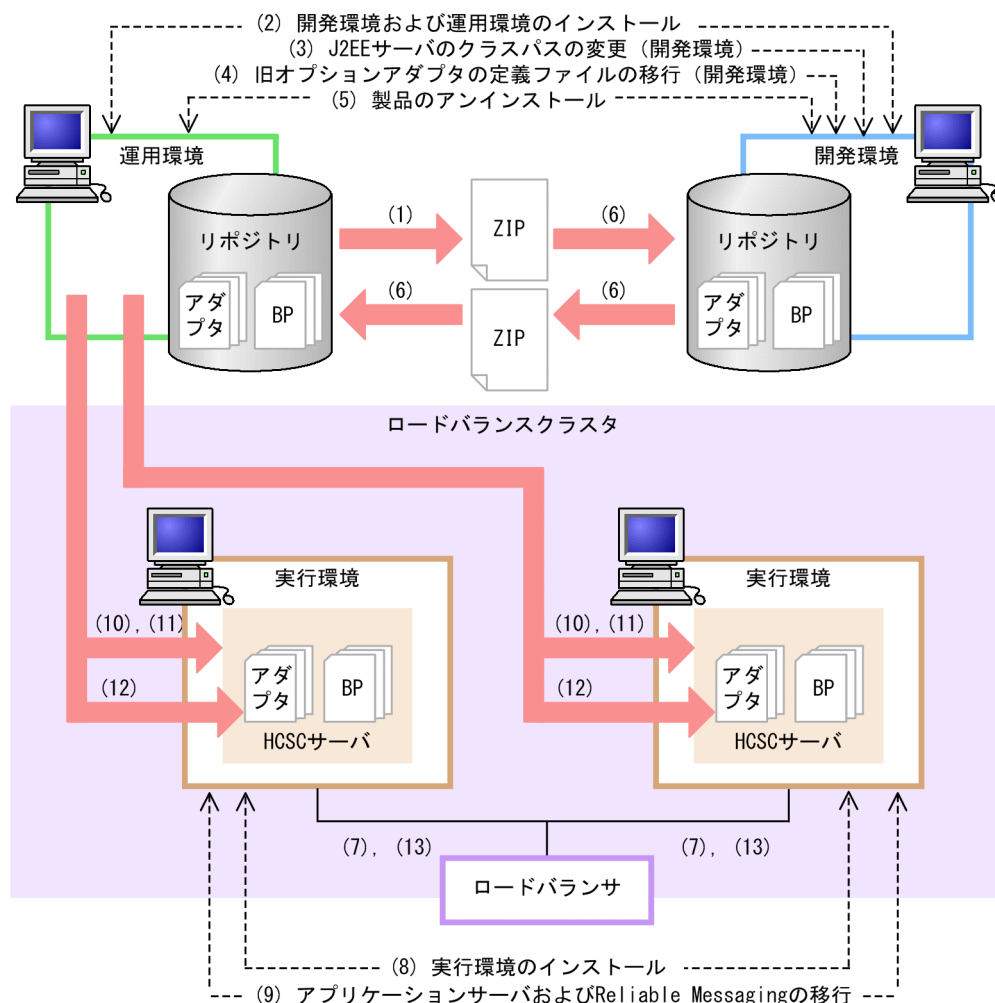 (2) 開発環境および運用環境のインストール
(3) J2EEサーバのクラスパスの変更（開発環境）
(4) 旧オプションアダプタの定義ファイルの移行（開発環境）
(5) 製品のアンインストール
運用環境
開発環境
リポジトリ
アダプタ
BP
(1)
ZIP
(6)
(6)
ZIP
(6)
リポジトリ
アダプタ
BP
ロードバランスクラスタ
実行環境
(10), (11)
(12)
アダプタ
BP
HCSCサーバ
実行環境
(10), (11)
(12)
アダプタ
BP
HCSCサーバ
(7), (13)
(7), (13)
ロードバランサ
(8) 実行環境のインストール
(9) アプリケーションサーバおよびReliable Messagingの移行